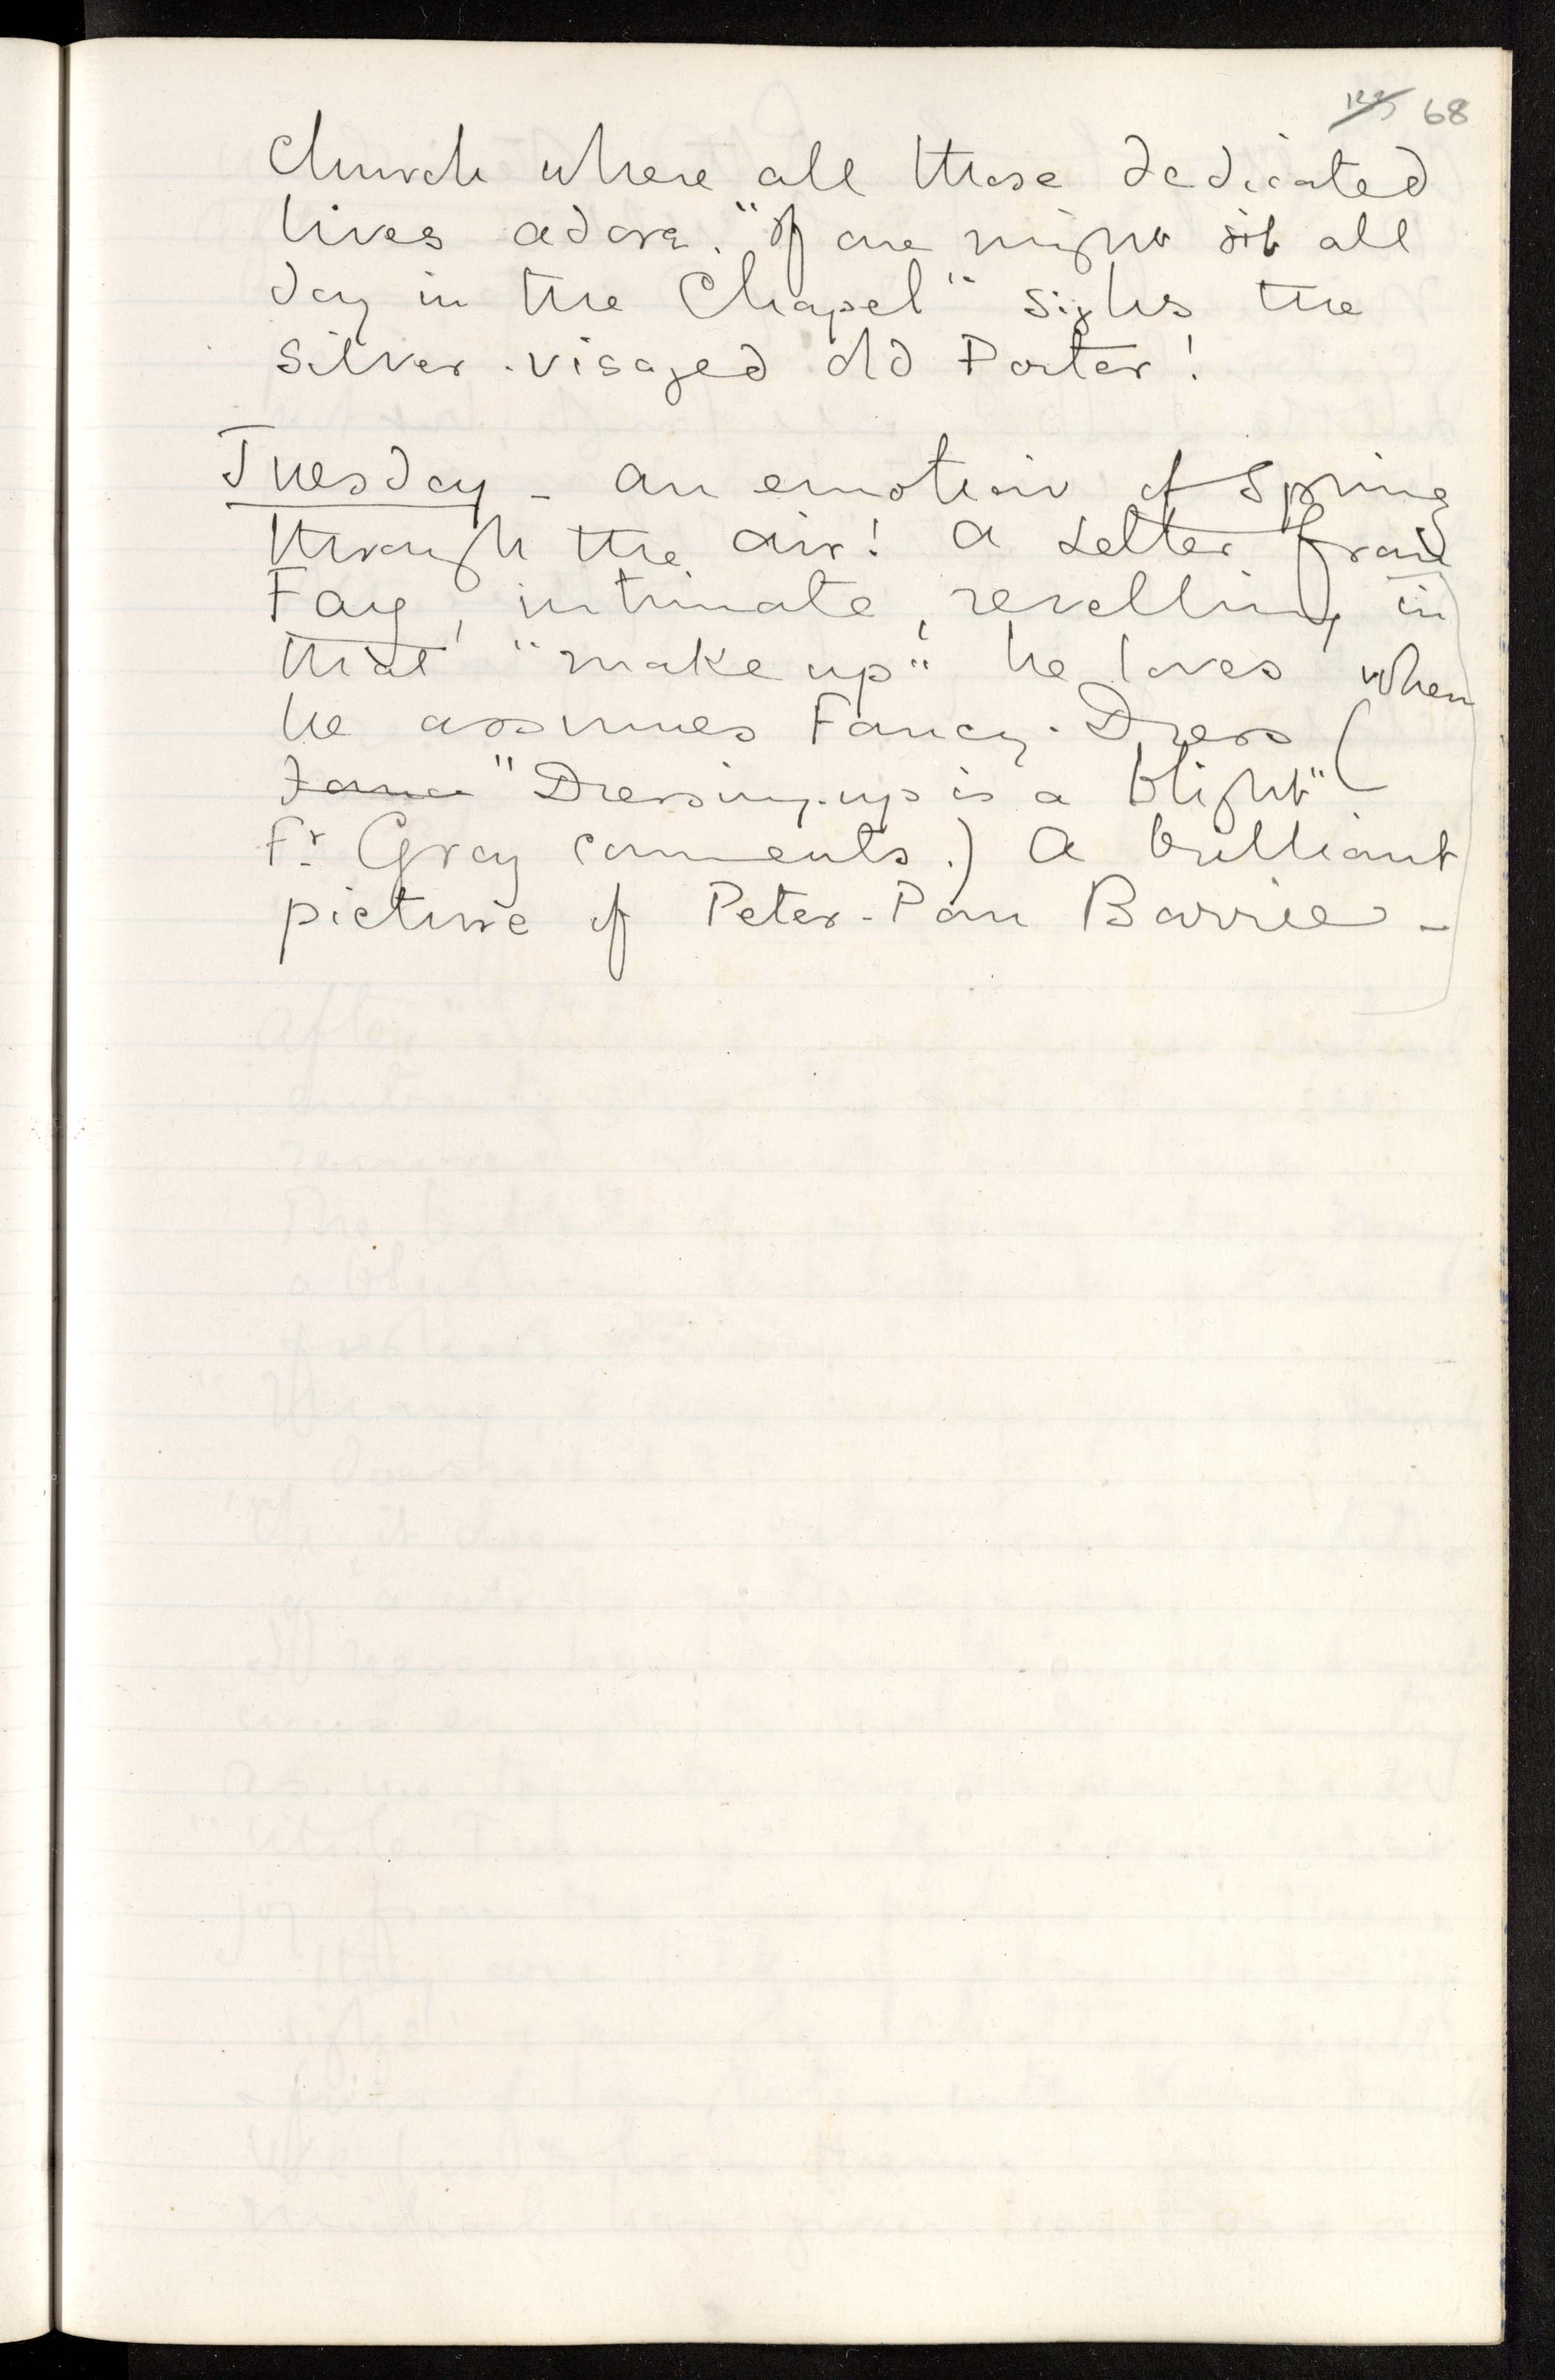 68
Church where all those dedicated
lives adore. "If one might sit all
day in the Chapel" sighs the
silver-visaged old Porter!
Tuesday - an emotion of Spring
through the air! A letter from
Fay, intimate, revelling in
that "make up" he loves when
he assumes Fancy-Dress (
"Dressing-up is a blight"
Fr Gray comments.) A brilliant
picture of Peter-Pan Barrie -